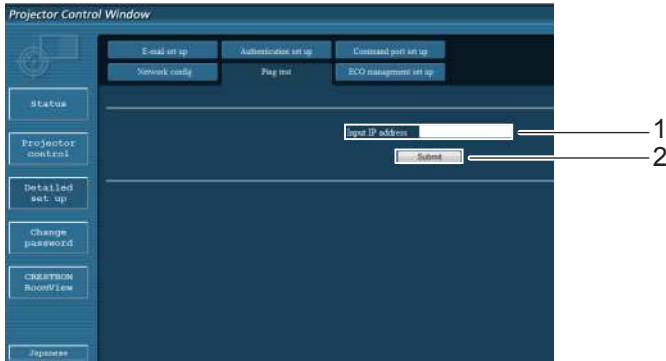 Projector Control Window
E-mail set up
Authentication set up
Command port set up
Network config
Ping test
ECO management set up
Status
Projector
control
Detailed
set up
Change
password
CRESTRON
RoomView
Japanese
Input IP address
1
Submit
2